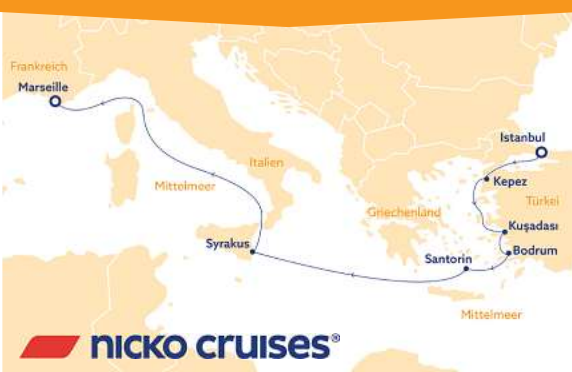 Frankreich
Marseille
Istanbul
Italien
Kepez
Mittelmeer
Türkei
Griechenland
Kuşadası
Syrakus
Bodrum
Santorin
Mittelmeer
nicko cruises®